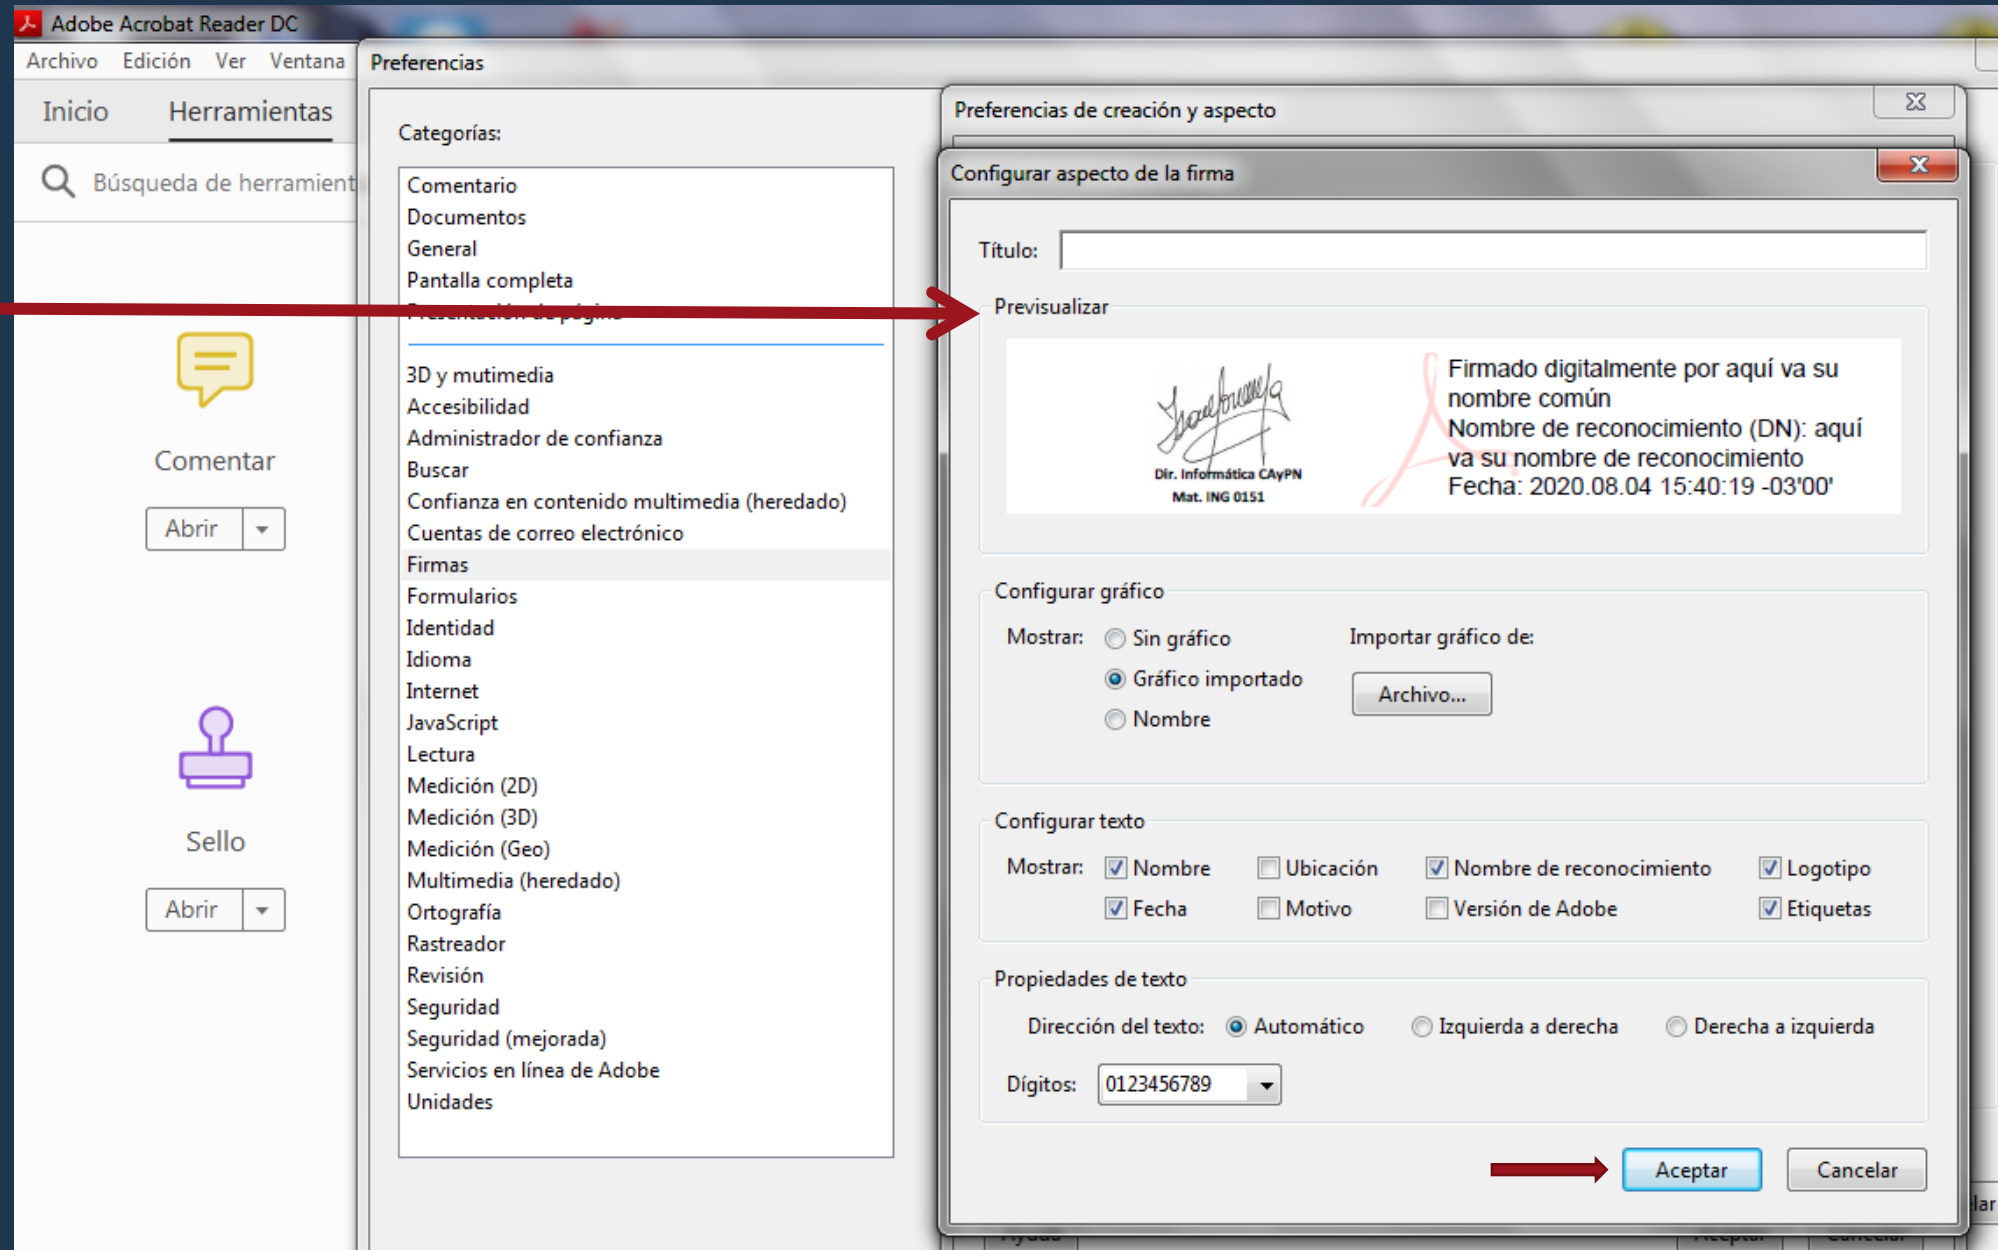 Adobe Acrobat Reader DC
Archivo Edición Ver Ventana
Inicio Herramientas
Búsqueda de herramient
Comentar
Abrir
Sello
Abrir
Preferencias
Categorías:
Comentario
Documentos
General
Pantalla completa
Presentación de página
3D y mutimedia
Accesibilidad
Administrador de confianza
Buscar
Confianza en contenido multimedia (heredado)
Cuentas de correo electrónico
Firmas
Formularios
Identidad
Idioma
Internet
JavaScript
Lectura
Medición (2D)
Medición (3D)
Medición (Geo)
Multimedia (heredado)
Ortografía
Rastreador
Revisión
Seguridad
Seguridad (mejorada)
Servicios en línea de Adobe
Unidades
Preferencias de creación y aspecto
Configurar aspecto de la firma
Título:
Previsualizar
Dir. Informática CAyPN
Mat. ING 0151
Firmado digitalmente por aquí va su
nombre común
Nombre de reconocimiento (DN): aquí
va su nombre de reconocimiento
Fecha: 2020.08.04 15:40:19 -03'00'
Configurar gráfico
Mostrar: Sin gráfico Importar gráfico de:
Gráfico importado Archivo...
Nombre
Configurar texto
Mostrar: Nombre Ubicación Nombre de reconocimiento Logotipo
Fecha Motivo Versión de Adobe Etiquetas
Propiedades de texto
Dirección del texto: Automático Izquierda a derecha Derecha a izquierda
Dígitos: 0123456789
Aceptar Cancelar
lar